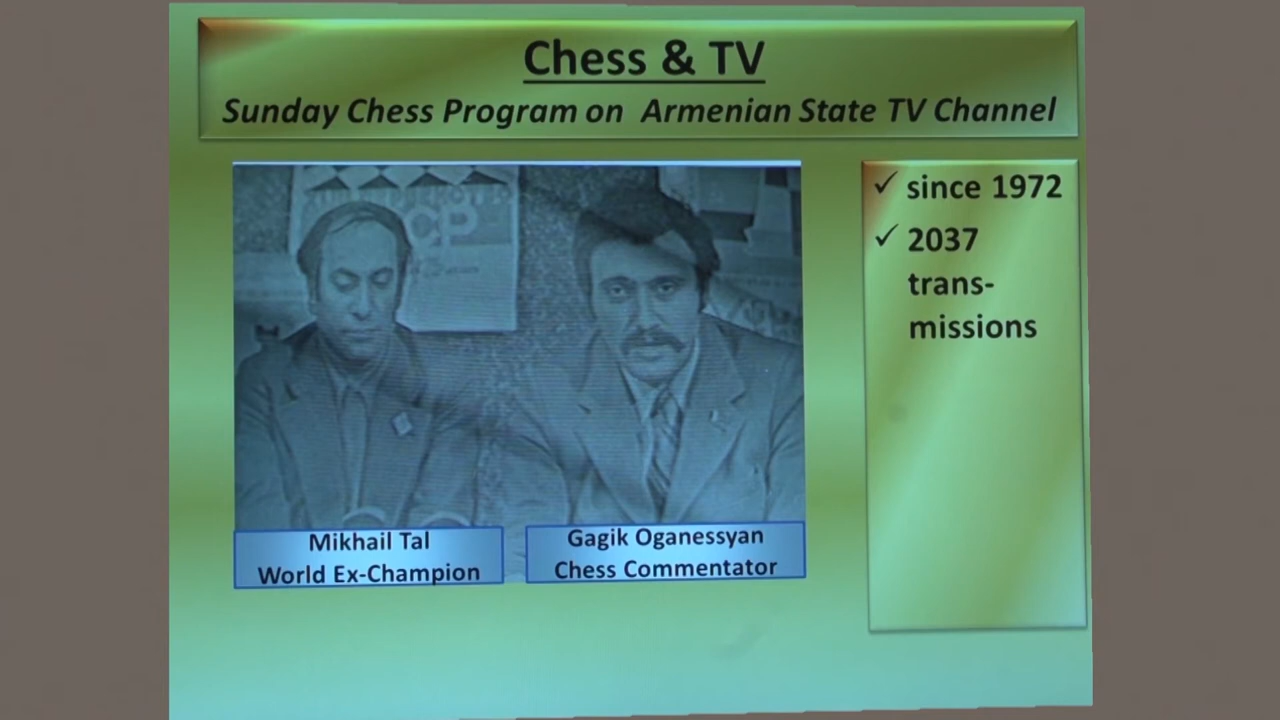 Chess & TV
Sunday Chess Program on Armenian State TV Channel
CP
Mikhail Tal
World Ex-Champion
Gagik Oganessyan
Chess Commentator
✓ since 1972
✓ 2037
trans-
missions